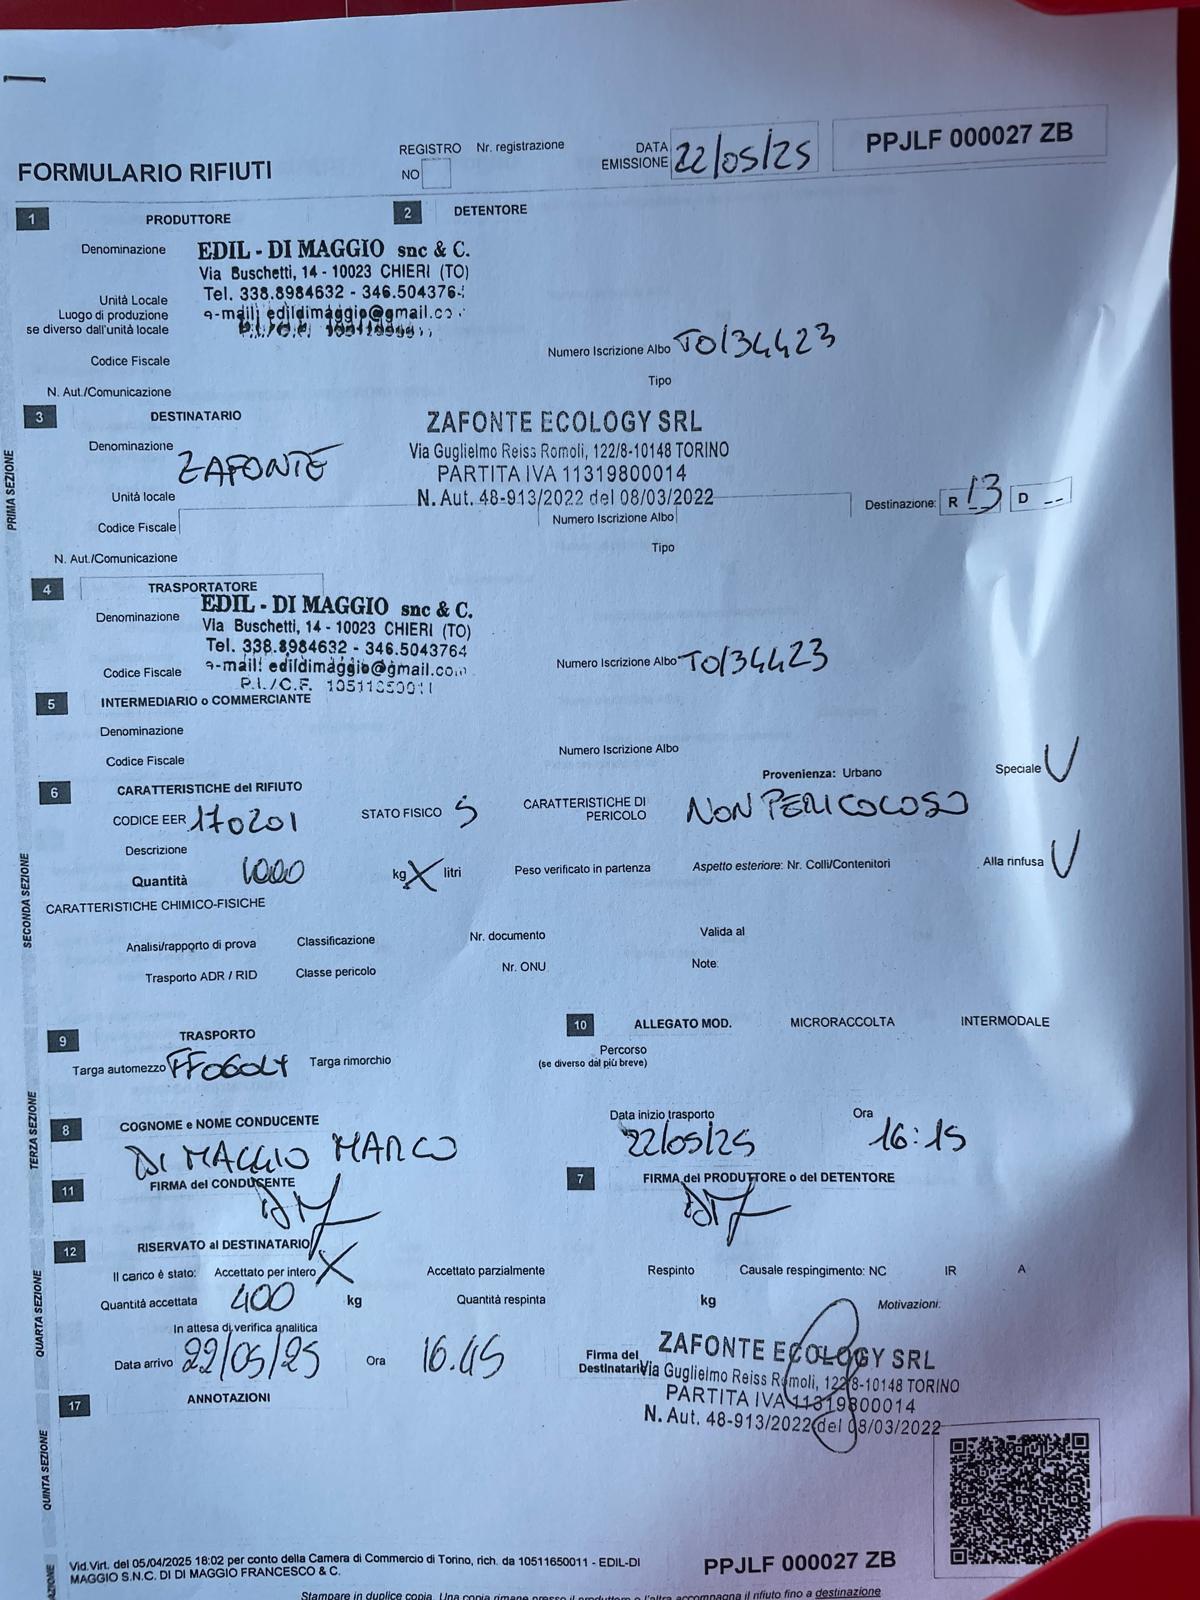 REGISTRO Nr. registrazione
NO
DATA EMISSIONE 22/05/25
PPJLF 000027 ZB
FORMULARIO RIFIUTI
1 PRODUTTORE
2 DETENTORE
Denominazione EDIL - DI MAGGIO snc & C.
Via Buschetti, 14 - 10023 CHIERI (TO)
Unità Locale Tel. 338.8984632 - 346.504376
Luogo di produzione e-mail: edildimaggio@gmail.co
se diverso dall'unità locale P.I./C.F.
Codice Fiscale
Numero Iscrizione Albo TO/34423
Tipo
N. Aut./Comunicazione
PRIMA SEZIONE
3 DESTINATARIO
ZAFONTE ECOLOGY SRL
Denominazione ZAFONTE
Via Guglielmo Reiss Romoli, 122/8-10148 TORINO
PARTITA IVA 11319800014
Unità locale
N. Aut. 48-913/2022 del 08/03/2022
Destinazione: R 13 D _ _
Codice Fiscale
Numero Iscrizione Albo
N. Aut./Comunicazione
Tipo
4 TRASPORTATORE
Denominazione EDIL - DI MAGGIO snc & C.
Via Buschetti, 14 - 10023 CHIERI (TO)
Tel. 338.8984632 - 346.5043764
Codice Fiscale e-mail: edildimaggio@gmail.com
P.I./C.F.
Numero Iscrizione Albo TO/34423
5 INTERMEDIARIO o COMMERCIANTE
Denominazione
Codice Fiscale
Numero Iscrizione Albo
SECONDA SEZIONE
6 CARATTERISTICHE del RIFIUTO
Provenienza: Urbano Speciale V
CODICE EER 170201 STATO FISICO S CARATTERISTICHE DI PERICOLO NON PERICOLOSO
Descrizione
Quantità 1000 kg X litri Peso verificato in partenza Aspetto esteriore: Nr. Colli/Contenitori Alla rinfusa V
CARATTERISTICHE CHIMICO-FISICHE
Analisi/rapporto di prova Classificazione Nr. documento Valida al
Trasporto ADR / RID Classe pericolo Nr. ONU Note:
TERZA SEZIONE
9 TRASPORTO
10 ALLEGATO MOD. MICRORACCOLTA INTERMODALE
Targa automezzo Targa rimorchio
Percorso
(se diverso dal più breve)
8 COGNOME e NOME CONDUCENTE
DI MAGGIO MARCO
Data inizio trasporto 22/05/25
Ora 16:15
11 FIRMA del CONDUCENTE
7 FIRMA del PRODUTTORE o del DETENTORE
QUARTA SEZIONE
12 RISERVATO al DESTINATARIO
Il carico è stato: Accettato per intero X Accettato parzialmente Respinto Causale respingimento: NC IR A
Quantità accettata 400 kg Quantità respinta kg Motivazioni:
In attesa di verifica analitica
Data arrivo 22/05/25 Ora 16.45
Firma del Destinatario
ZAFONTE ECOLOGY SRL
Via Guglielmo Reiss Romoli, 122/8-10148 TORINO
PARTITA IVA 11319800014
N. Aut. 48-913/2022 del 08/03/2022
QUINTA SEZIONE
17 ANNOTAZIONI
Vid.Virt. del 05/04/2025 18:02 per conto della Camera di Commercio di Torino, rich. da 10511650011 - EDIL-DI
MAGGIO S.N.C. DI DI MAGGIO FRANCESCO & C.
PPJLF 000027 ZB
Stampare in duplice copia. Una copia rimane presso il produttore o l'altra accompagna il rifiuto fino a destinazione